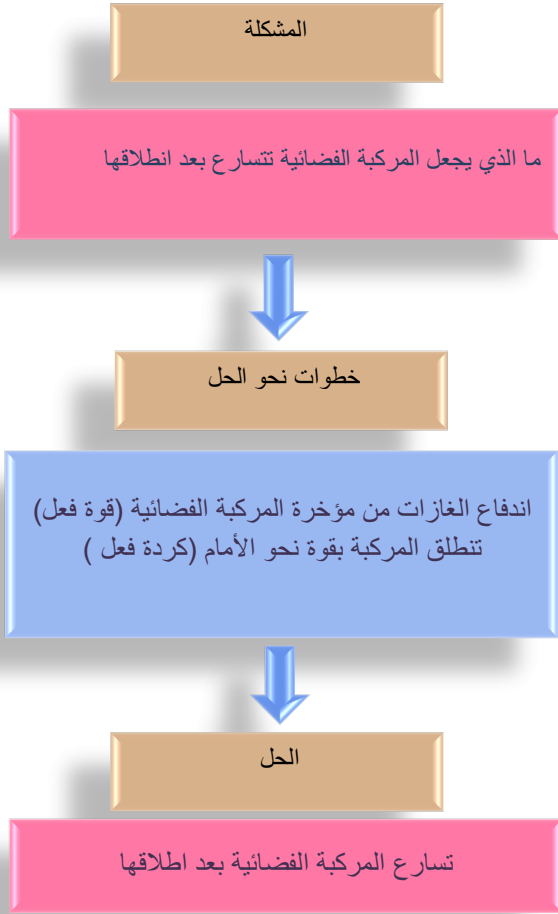 المشكلة
ما الذي يجعل المركبة الفضائية تتسارع بعد انطلاقها
خطوات نحو الحل
اندفاع الغازات من مؤخرة المركبة الفضائية (قوة فعل)
تنطلق المركبة بقوة نحو الأمام (كردة فعل )
الحل
تسارع المركبة الفضائية بعد اطلاقها